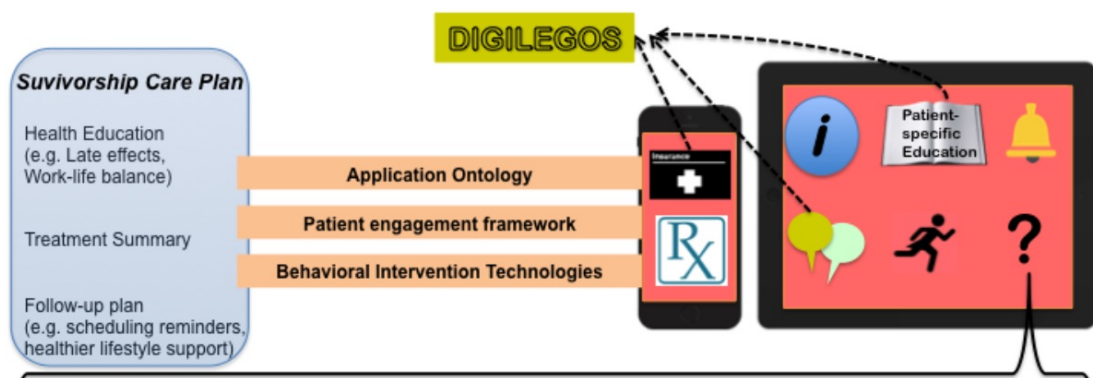 DIGILEGOS
Suvivorship Care Plan
Health Education
(e.g. Late effects,
Work-life balance)
Treatment Summary
Follow-up plan
(e.g. scheduling reminders,
healthier lifestyle support)
Application Ontology
Patient engagement framework
Behavioral Intervention Technologies
Insurance
Rx
i
Patient-
specific
Education
?